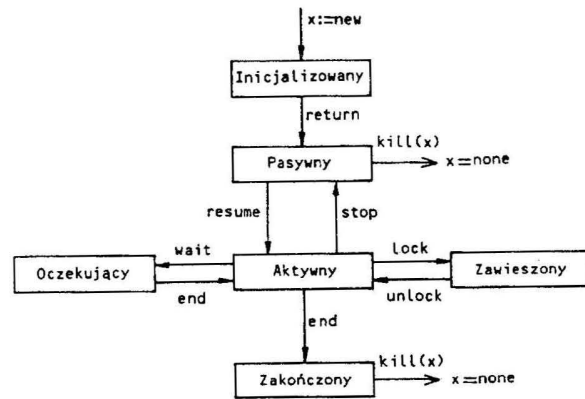 x:=new
Inicjalizowany
return
kill(x)
Pasywny
x=none
resume
stop
wait
lock
Oczekujący
Aktywny
Zawieszony
end
unlock
end
kill(x)
Zakończony
x=none